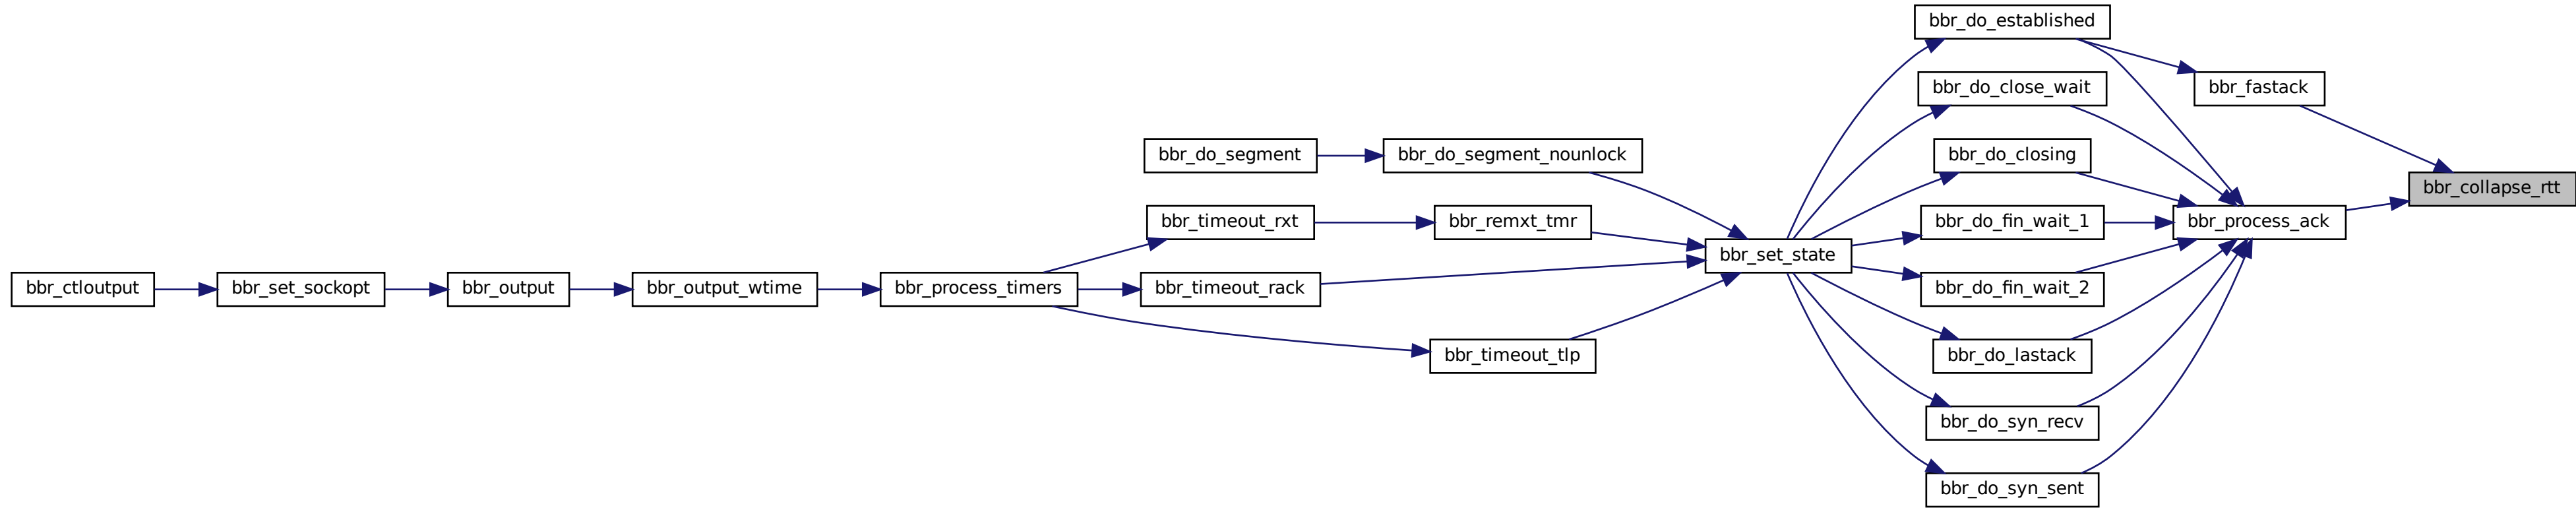 bbr_do_established
bbr_do_close_wait
bbr_fastack
bbr_do_segment
bbr_do_segment_nounlock
bbr_do_closing
bbr_collapse_rtt
bbr_timeout_rxt
bbr_remxt_tmr
bbr_do_fin_wait_1
bbr_process_ack
bbr_set_state
bbr_ctloutput
bbr_set_sockopt
bbr_output
bbr_output_wtime
bbr_process_timers
bbr_timeout_rack
bbr_do_fin_wait_2
bbr_timeout_tlp
bbr_do_lastack
bbr_do_syn_recv
bbr_do_syn_sent